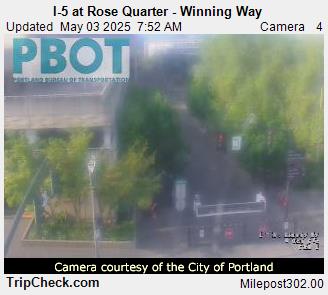 I-5 at Rose Quarter - Winning Way
Updated May 03 2025 7:52 AM Camera 4
PBOT
PORTLAND BUREAU OF TRANSPORTATION
Camera courtesy of the City of Portland
TripCheck.com Milepost302.00